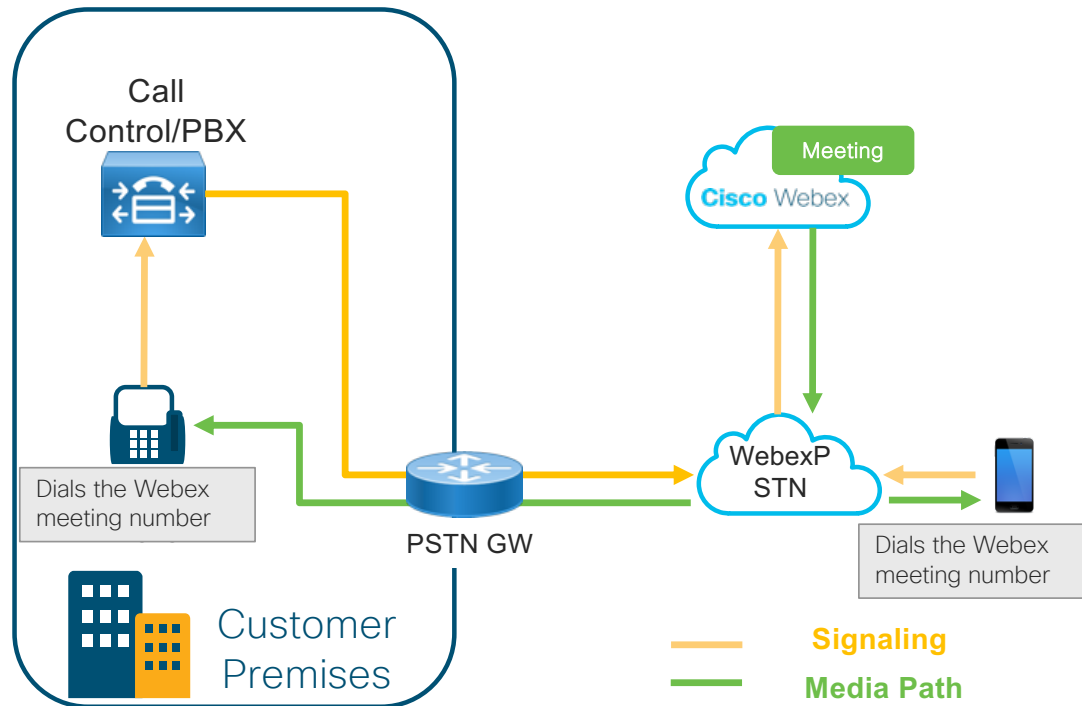 Call
Control/PBX
Meeting
Cisco Webex
Dials the Webex
meeting number
PSTN GW
WebexP
STN
Dials the Webex
meeting number
Customer
Premises
Signaling
Media Path